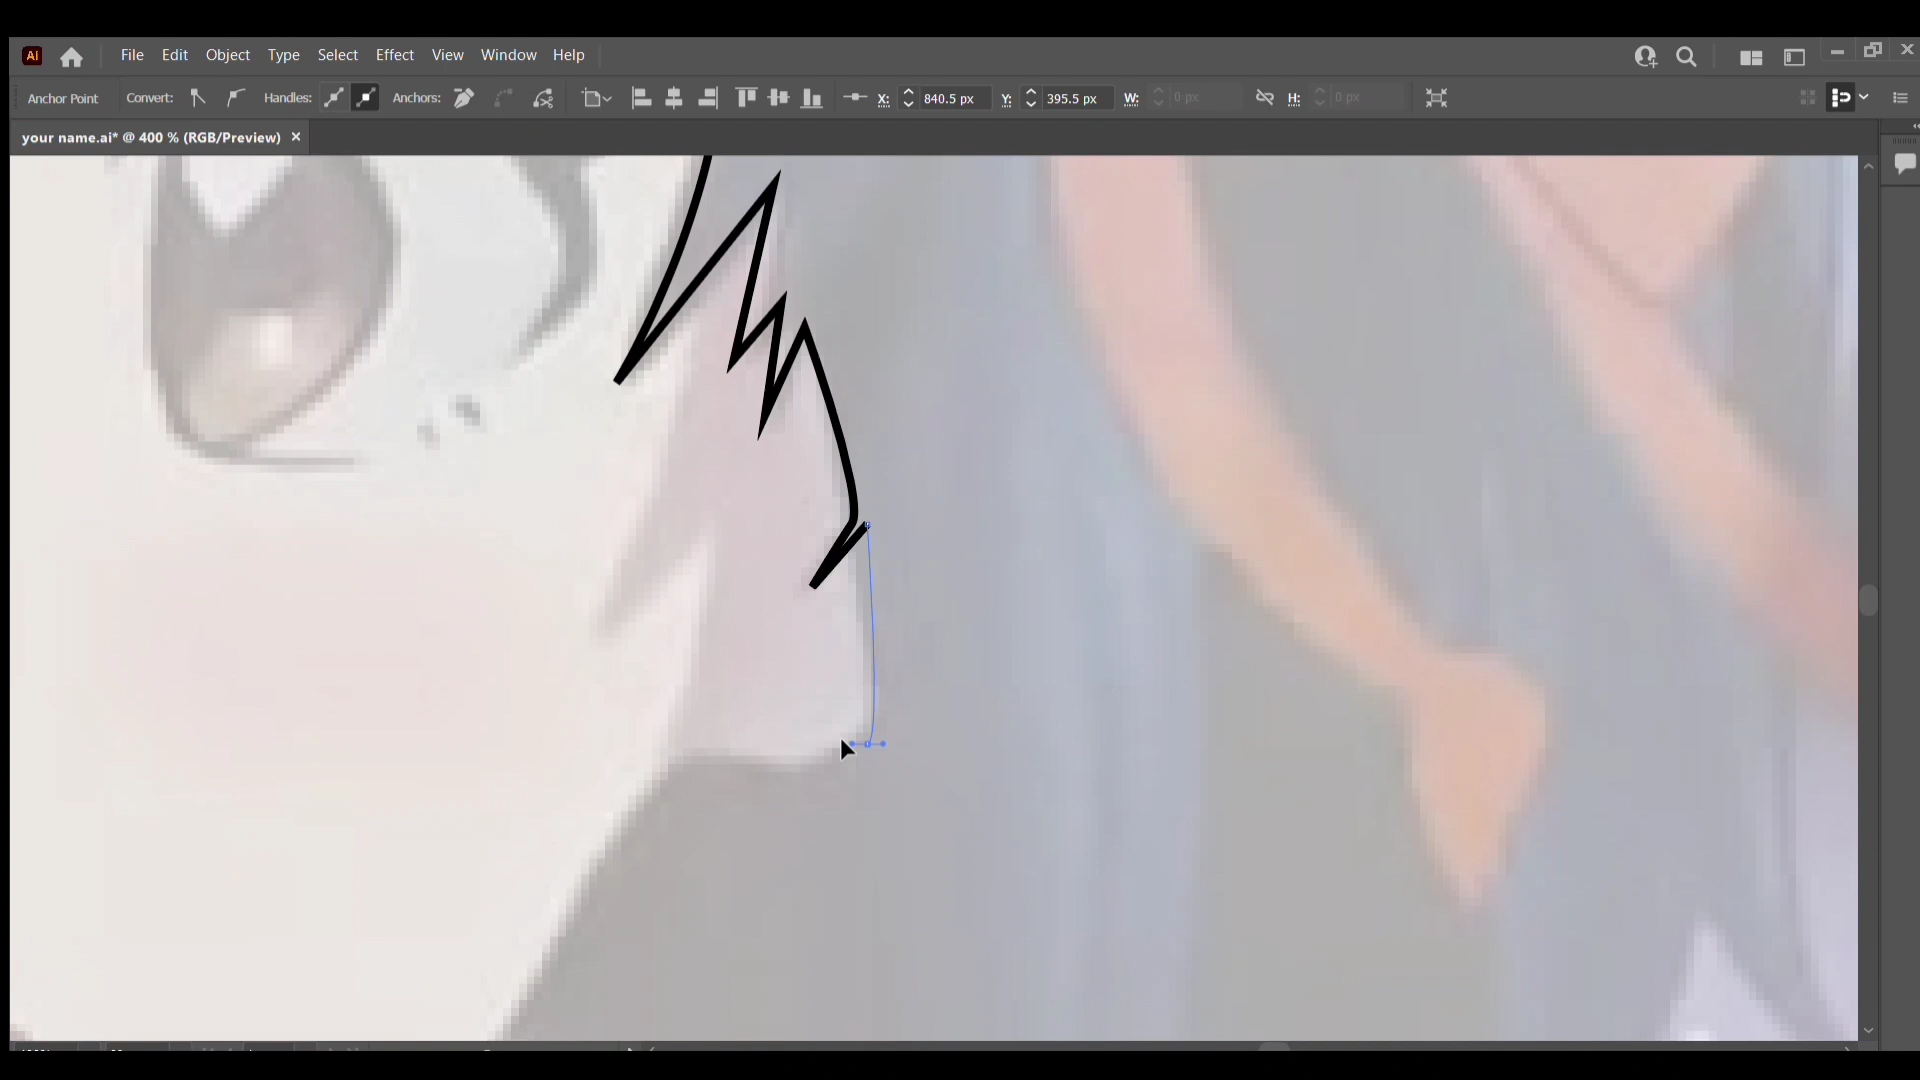 Ai File Edit Object Type Select Effect View Window Help
Anchor Point Convert: Handles: Anchors: X: 840.5 px Y: 395.5 px W: 0 px H: 0 px
your name.ai* @ 400 % (RGB/Preview) ×